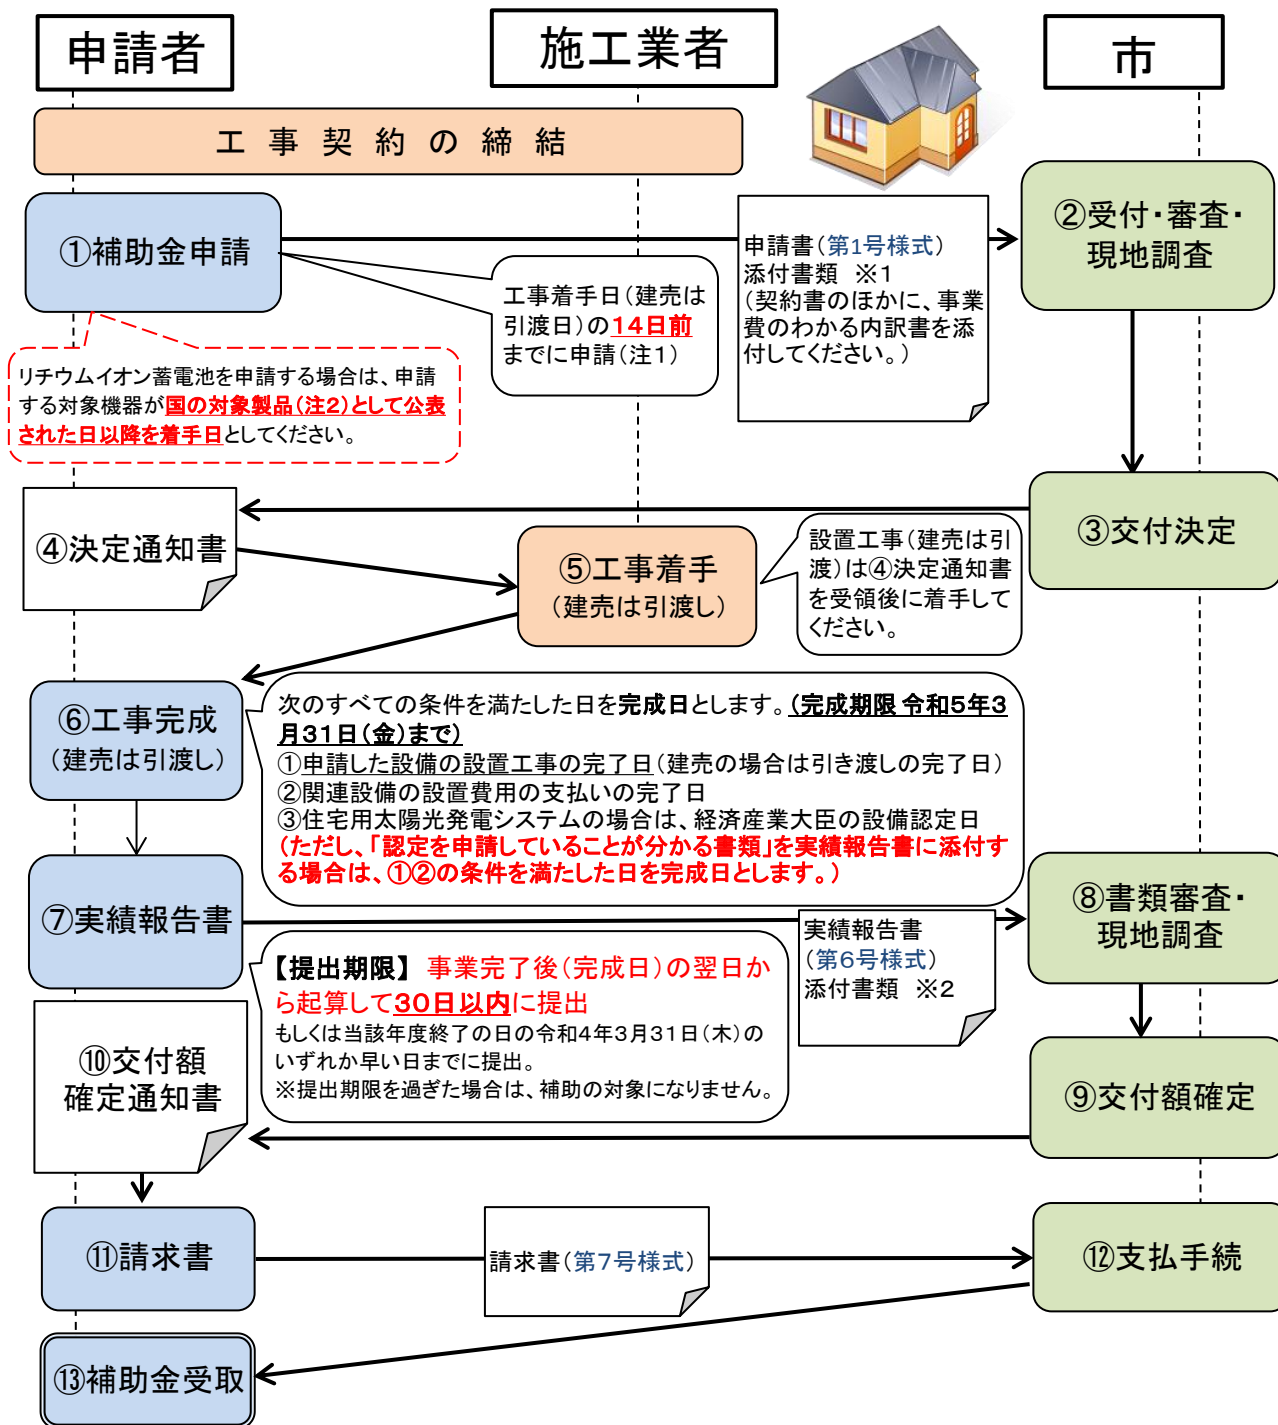 申請者
施工業者
市
工事契約の締結
①補助金申請
申請書（第1号様式）
添付書類　※1
（契約書のほかに、事業
費のわかる内訳書を添
付してください。）
②受付・審査・
現地調査
工事着手日（建売は
引渡日）の14日前
までに申請（注1）
リチウムイオン蓄電池を申請する場合は、申請
する対象機器が国の対象製品（注2）として公表
された日以降を着手日としてください。
③交付決定
④決定通知書
⑤工事着手
（建売は引渡し）
設置工事（建売は引
渡）は④決定通知書
を受領後に着手して
ください。
⑥工事完成
（建売は引渡し）
次のすべての条件を満たした日を完成日とします。（完成期限 令和5年3
月31日（金）まで）
①申請した設備の設置工事の完了日（建売の場合は引き渡しの完了日）
②関連設備の設置費用の支払いの完了日
③住宅用太陽光発電システムの場合は、経済産業大臣の設備認定日
（ただし、「認定を申請していることが分かる書類」を実績報告書に添付す
る場合は、①②の条件を満たした日を完成日とします。）
⑦実績報告書
実績報告書
（第6号様式）
添付書類　※2
⑧書類審査・
現地調査
【提出期限】　事業完了後（完成日）の翌日か
ら起算して30日以内に提出
もしくは当該年度終了の日の令和4年3月31日（木）の
いずれか早い日までに提出。
※提出期限を過ぎた場合は、補助の対象になりません。
⑨交付額確定
⑩交付額
確定通知書
⑪請求書
請求書（第7号様式）
⑫支払手続
⑬補助金受取